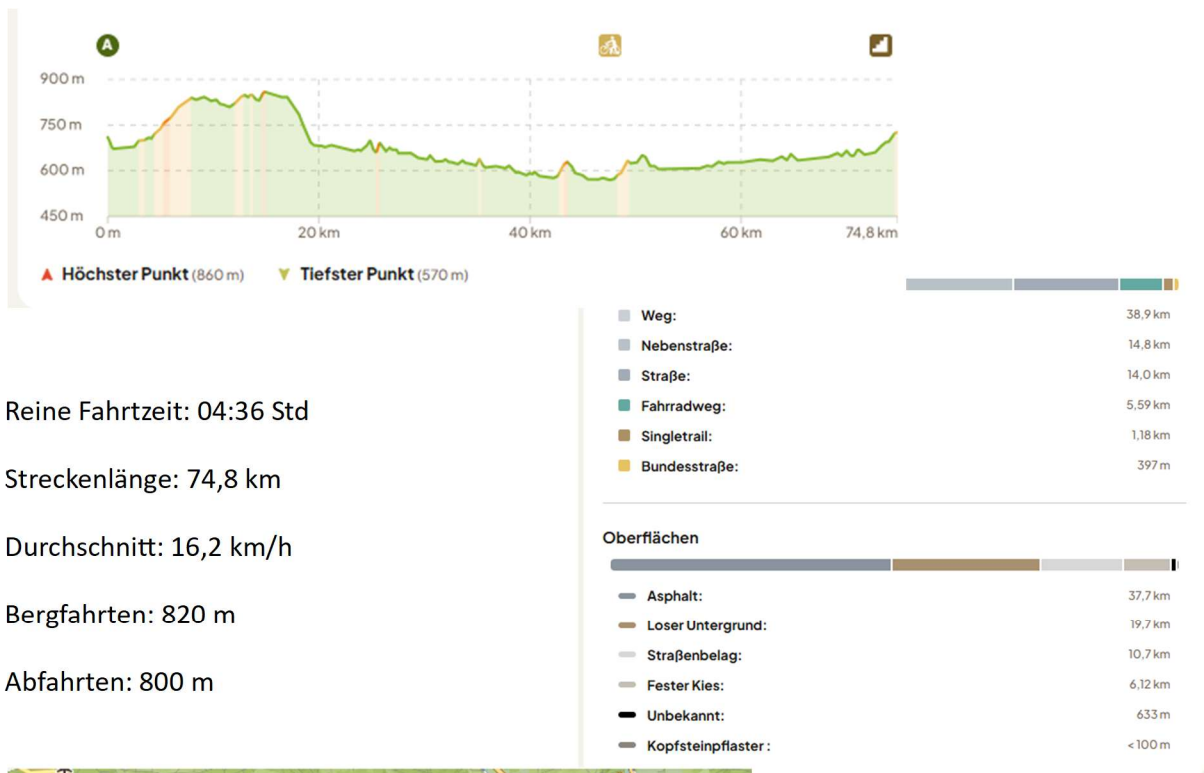 A
900 m
750 m
600 m
450 m
0 m 20 km 40 km 60 km 74,8 km
Höchster Punkt (860 m) Tiefster Punkt (570 m)
Weg: 38,9 km
Nebenstraße: 14,8 km
Straße: 14,0 km
Fahrradweg: 5,59 km
Singletrail: 1,18 km
Bundesstraße: 397 m
Reine Fahrtzeit: 04:36 Std
Streckenlänge: 74,8 km
Durchschnitt: 16,2 km/h
Bergfahrten: 820 m
Abfahrten: 800 m
Oberflächen
Asphalt: 37,7 km
Loser Untergrund: 19,7 km
Straßenbelag: 10,7 km
Fester Kies: 6,12 km
Unbekannt: 633 m
Kopfsteinpflaster : < 100 m